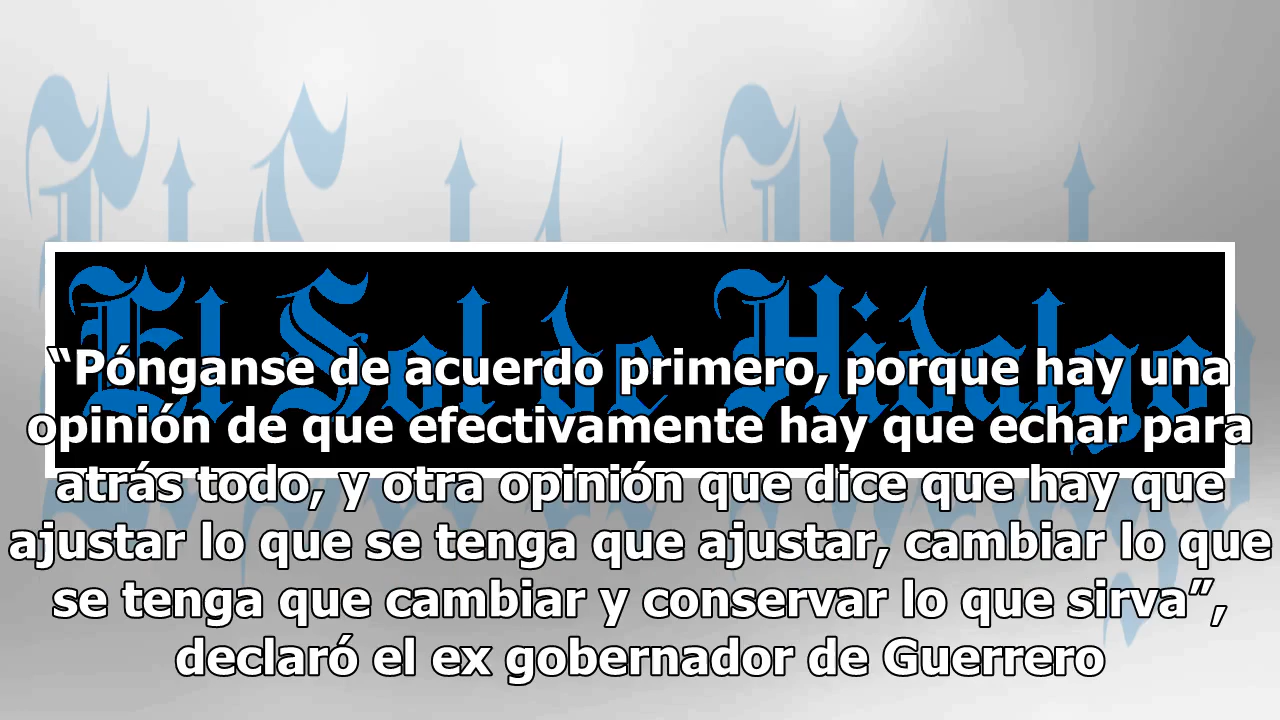 El Sol de Hidalgo
“Pónganse de acuerdo primero, porque hay una
opinión de que efectivamente hay que echar para
atrás todo, y otra opinión que dice que hay que
ajustar lo que se tenga que ajustar, cambiar lo que
se tenga que cambiar y conservar lo que sirva”,
declaró el ex gobernador de Guerrero